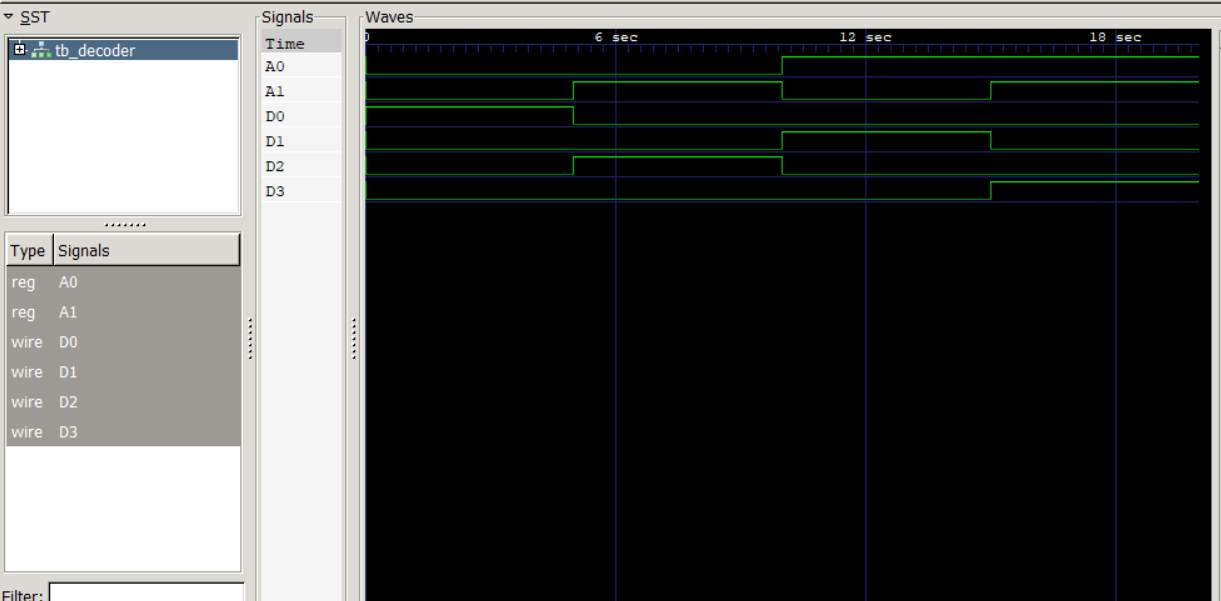 SST
tb_decoder
Type Signals
reg A0
reg A1
wire D0
wire D1
wire D2
wire D3
Filter:
Signals
Time
A0
A1
D0
D1
D2
D3
Waves
0 6 sec 12 sec 18 sec